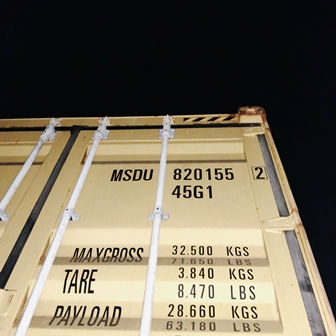 MSDU 820155 2
45G1
MAXGROSS 32.500 KGS
71.650 LBS
TARE 3.840 KGS
8.470 LBS
PAYLOAD 28.660 KGS
63.180 LBS